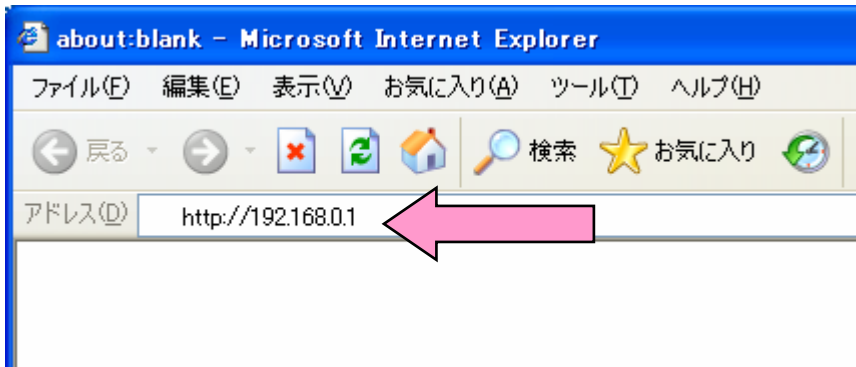 about:blank - Microsoft Internet Explorer
ファイル(F) 編集(E) 表示(V) お気に入り(A) ツール(T) ヘルプ(H)
戻る 検索 お気に入り
アドレス(D) http://192.168.0.1